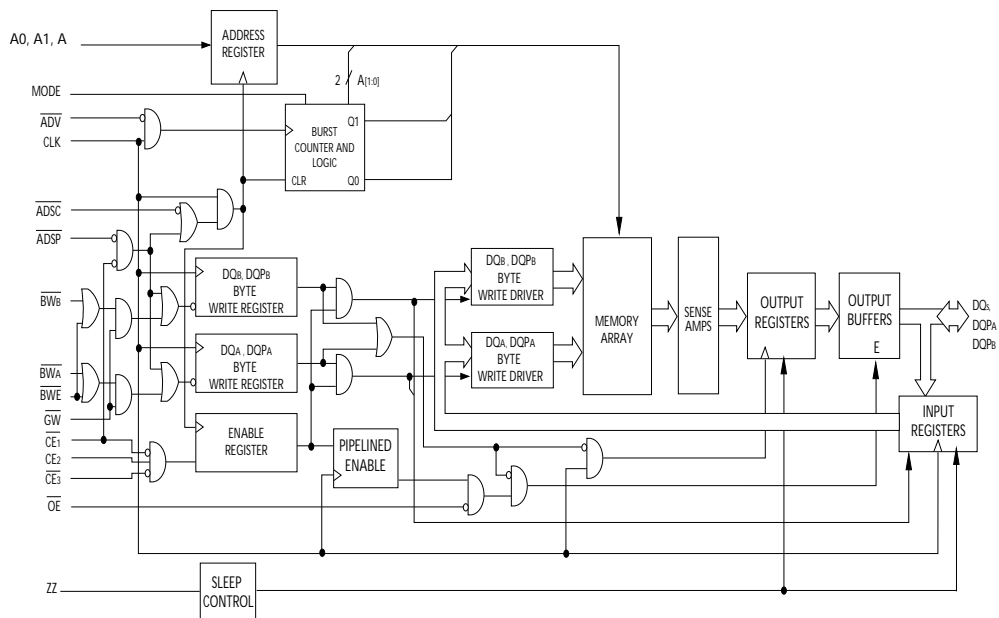 A0, A1, A
ADDRESS
REGISTER
MODE
2
A[1:0]
ADV
CLK
BURST
COUNTER AND
LOGIC
Q1
CLR
Q0
ADSC
ADSP
BWB
BWA
BWE
GW
CE1
CE2
CE3
OE
ZZ
DQB, DQPB
BYTE
WRITE REGISTER
DQA, DQPA
BYTE
WRITE REGISTER
ENABLE
REGISTER
PIPELINED
ENABLE
DQB, DQPB
BYTE
WRITE DRIVER
DQA, DQPA
BYTE
WRITE DRIVER
MEMORY
ARRAY
SENSE
AMPS
OUTPUT
REGISTERS
OUTPUT
BUFFERS
E
DQs,
DQPA
DQPB
INPUT
REGISTERS
SLEEP
CONTROL